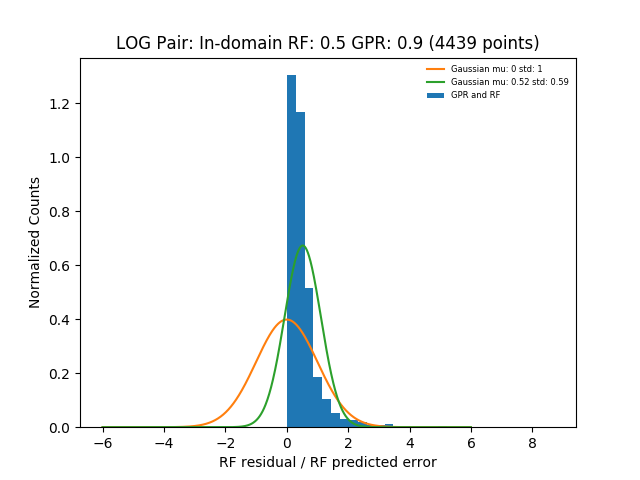 LOG Pair: In-domain RF: 0.5 GPR: 0.9 (4439 points)
Gaussian mu: 0 std: 1
Gaussian mu: 0.52 std: 0.59
GPR and RF
Normalized Counts
1.2
1.0
0.8
0.6
0.4
0.2
0.0
−6 −4 −2 0 2 4 6 8
RF residual / RF predicted error